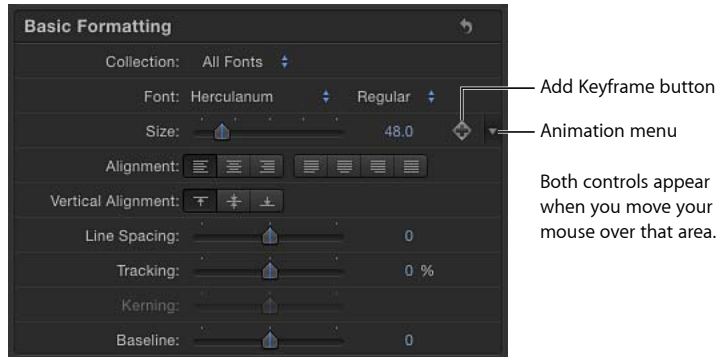 Basic Formatting
Collection: All Fonts
Font: Herculanum Regular
Add Keyframe button
Size: 48.0
Animation menu
Alignment:
Both controls appear
when you move your
mouse over that area.
Vertical Alignment:
Line Spacing: 0
Tracking: 0 %
Kerning:
Baseline: 0